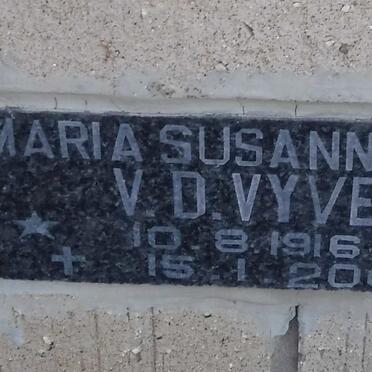 MARIA SUSANN
V. D. VYVE
10. 8. 1916
15. 1. 20